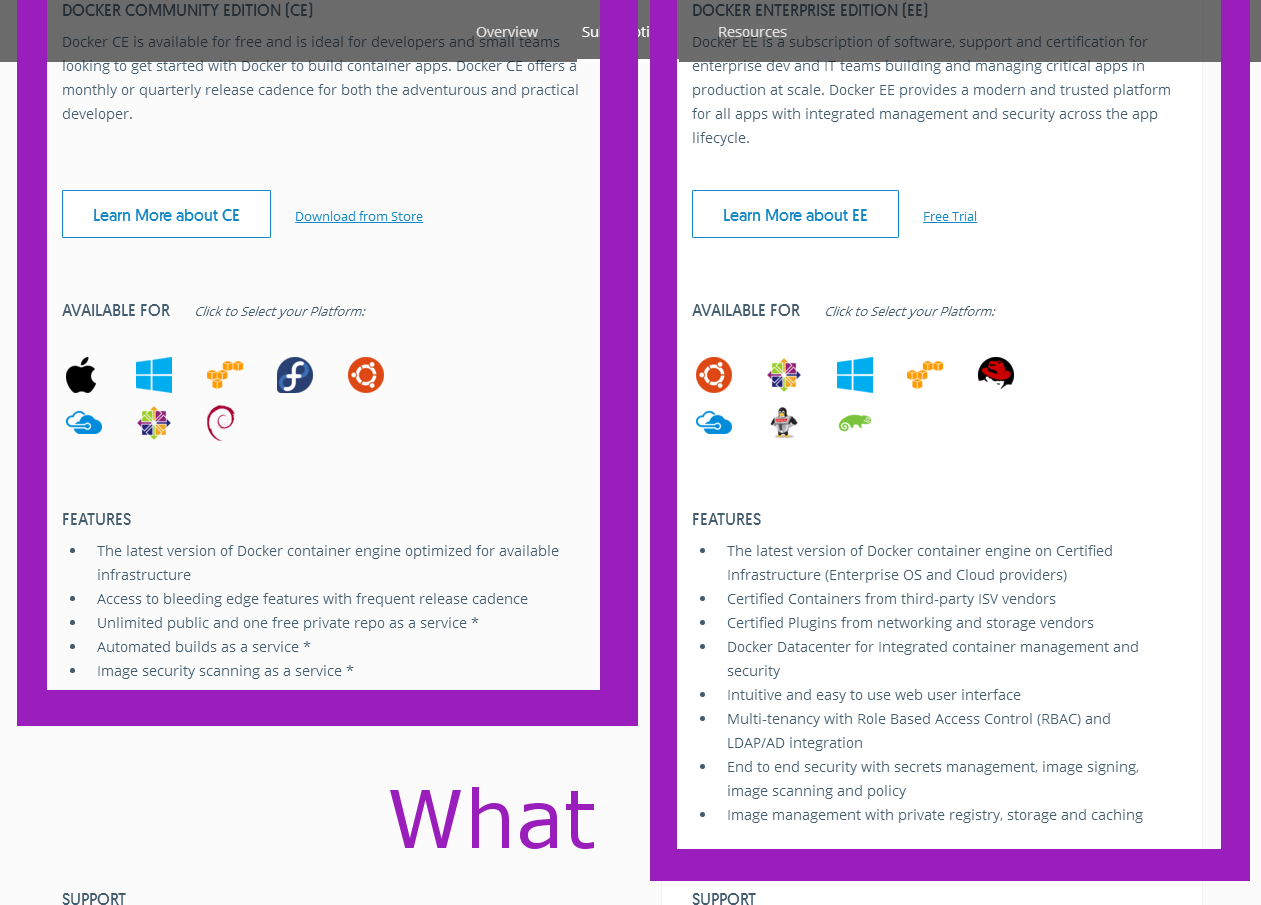 Overview
Resources
DOCKER COMMUNITY EDITION (CE)
Docker CE is available for free and is ideal for developers and small teams
looking to get started with Docker to build container apps. Docker CE offers a
monthly or quarterly release cadence for both the adventurous and practical
developer.
Learn More about CE
Download from Store
AVAILABLE FOR
Click to Select your Platform:
FEATURES
• The latest version of Docker container engine optimized for available
infrastructure
• Access to bleeding edge features with frequent release cadence
• Unlimited public and one free private repo as a service *
• Automated builds as a service *
• Image security scanning as a service *
What
SUPPORT
DOCKER ENTERPRISE EDITION (EE)
Docker EE is a subscription of software, support and certification for
enterprise dev and IT teams building and managing critical apps in
production at scale. Docker EE provides a modern and trusted platform
for all apps with integrated management and security across the app
lifecycle.
Learn More about EE
Free Trial
AVAILABLE FOR
Click to Select your Platform:
FEATURES
• The latest version of Docker container engine on Certified
Infrastructure (Enterprise OS and Cloud providers)
• Certified Containers from third-party ISV vendors
• Certified Plugins from networking and storage vendors
• Docker Datacenter for Integrated container management and
security
• Intuitive and easy to use web user interface
• Multi-tenancy with Role Based Access Control (RBAC) and
LDAP/AD integration
• End to end security with secrets management, image signing,
image scanning and policy
• Image management with private registry, storage and caching
SUPPORT